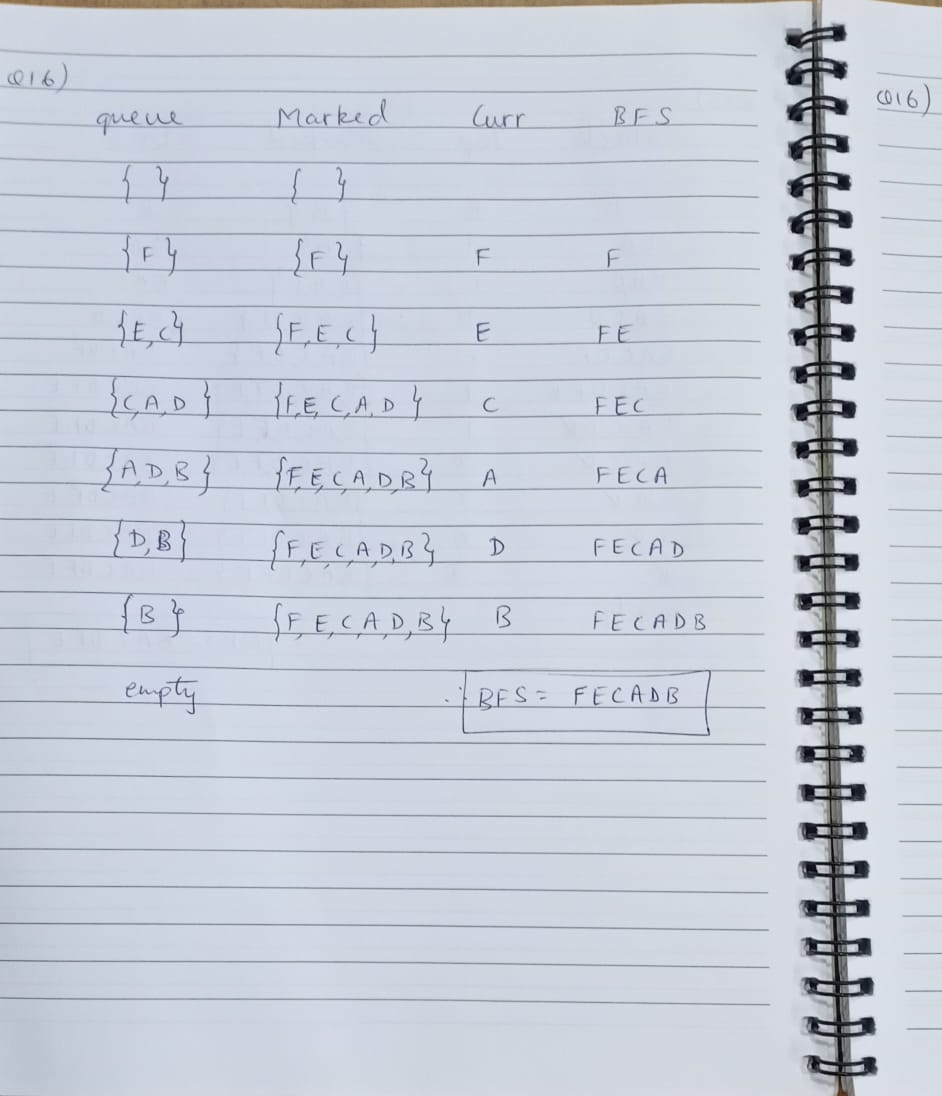 Q16)
queue Marked Curr BFS
{ } { }
{F} {F} F F
{E,C} {F,E,C} E FE
{C,A,D} {F,E,C,A,D} C FEC
{A,D,B} {F,E,C,A,D,B} A FECA
{D,B} {F,E,C,A,D,B} D FECAD
{B} {F,E,C,A,D,B} B FECADB
empty ∴ BFS = FECADB
Q16)